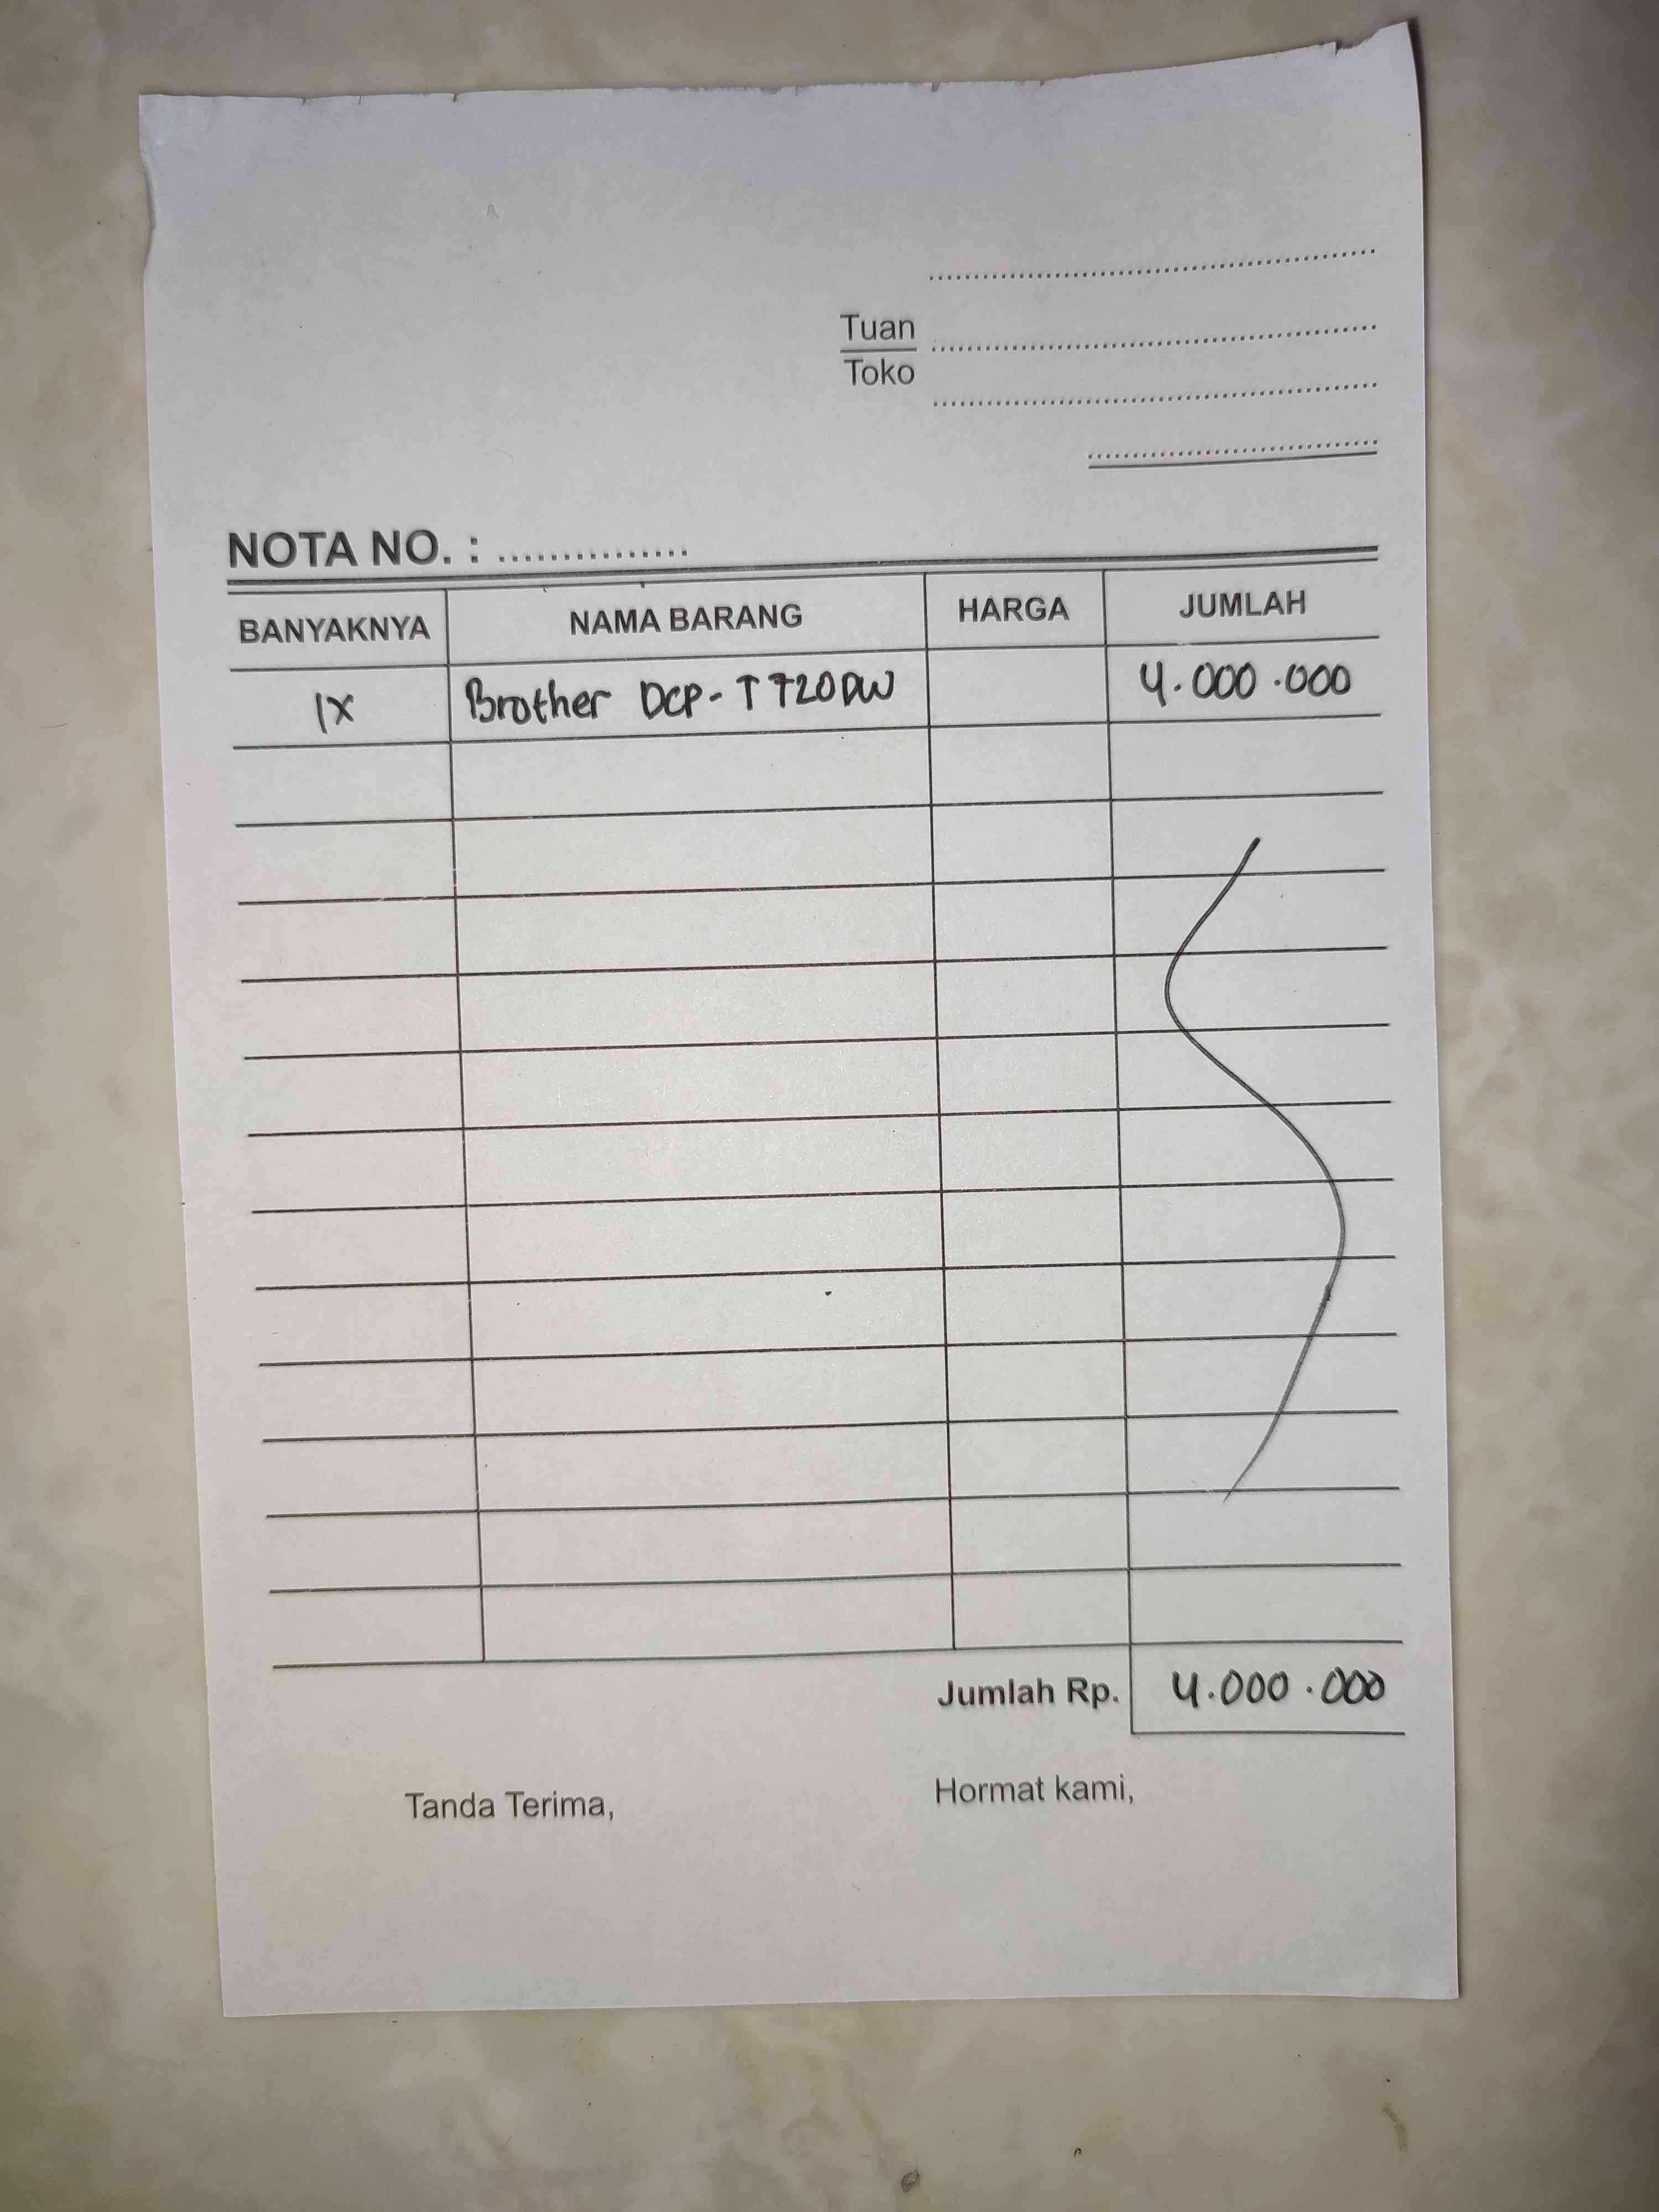 Tuan
Toko
NOTA NO. : ...............
BANYAKNYA NAMA BARANG HARGA JUMLAH
1X Brother DCP-T720DW 4.000.000
Jumlah Rp. 4.000.000
Tanda Terima, Hormat kami,